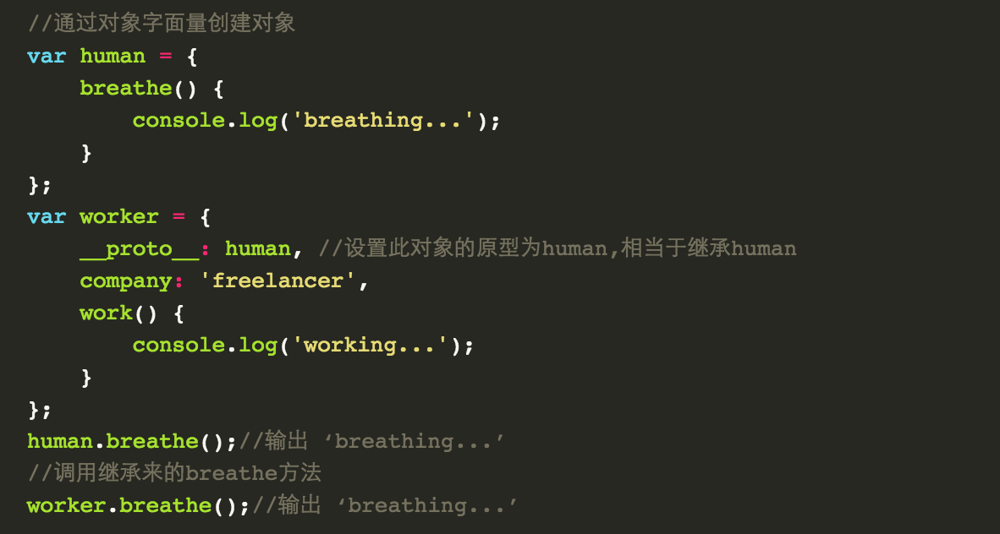 //通过对象字面量创建对象
var human = {
    breathe() {
        console.log('breathing...');
    }
};
var worker = {
    __proto__: human, //设置此对象的原型为human,相当于继承human
    company: 'freelancer',
    work() {
        console.log('working...');
    }
};
human.breathe();//输出 ‘breathing...’
//调用继承来的breathe方法
worker.breathe();//输出 ‘breathing...’